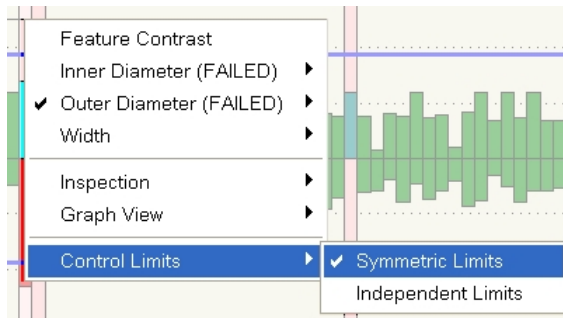 Feature Contrast
Inner Diameter (FAILED)
Outer Diameter (FAILED)
Width
Inspection
Graph View
Control Limits
Symmetric Limits
Independent Limits